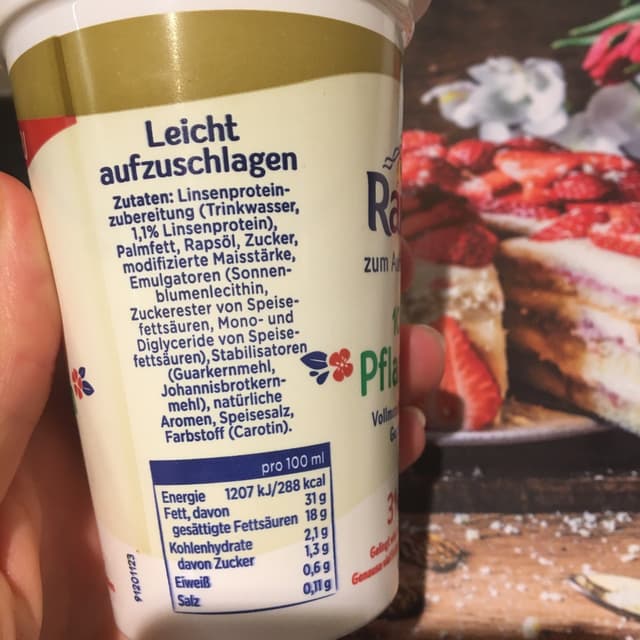 Leicht
aufzuschlagen
Zutaten: Linsenprotein-
zubereitung (Trinkwasser,
1,1% Linsenprotein),
Palmfett, Rapsöl, Zucker,
modifizierte Maisstärke,
Emulgatoren (Sonnen-
blumenlecithin,
Zuckerester von Speise-
fettsäuren, Mono- und
Diglyceride von Speise-
fettsäuren), Stabilisatoren
(Guarkernmehl,
Johannisbrotkern-
mehl), natürliche
Aromen, Speisesalz,
Farbstoff (Carotin).
pro 100 ml
Energie 1207 kJ/288 kcal
Fett, davon 31 g
gesättigte Fettsäuren 18 g
Kohlenhydrate 2,1 g
davon Zucker 1,3 g
Eiweiß 0,6 g
Salz 0,11 g
91201123
Ra
zum A
Pfla
Vollmu